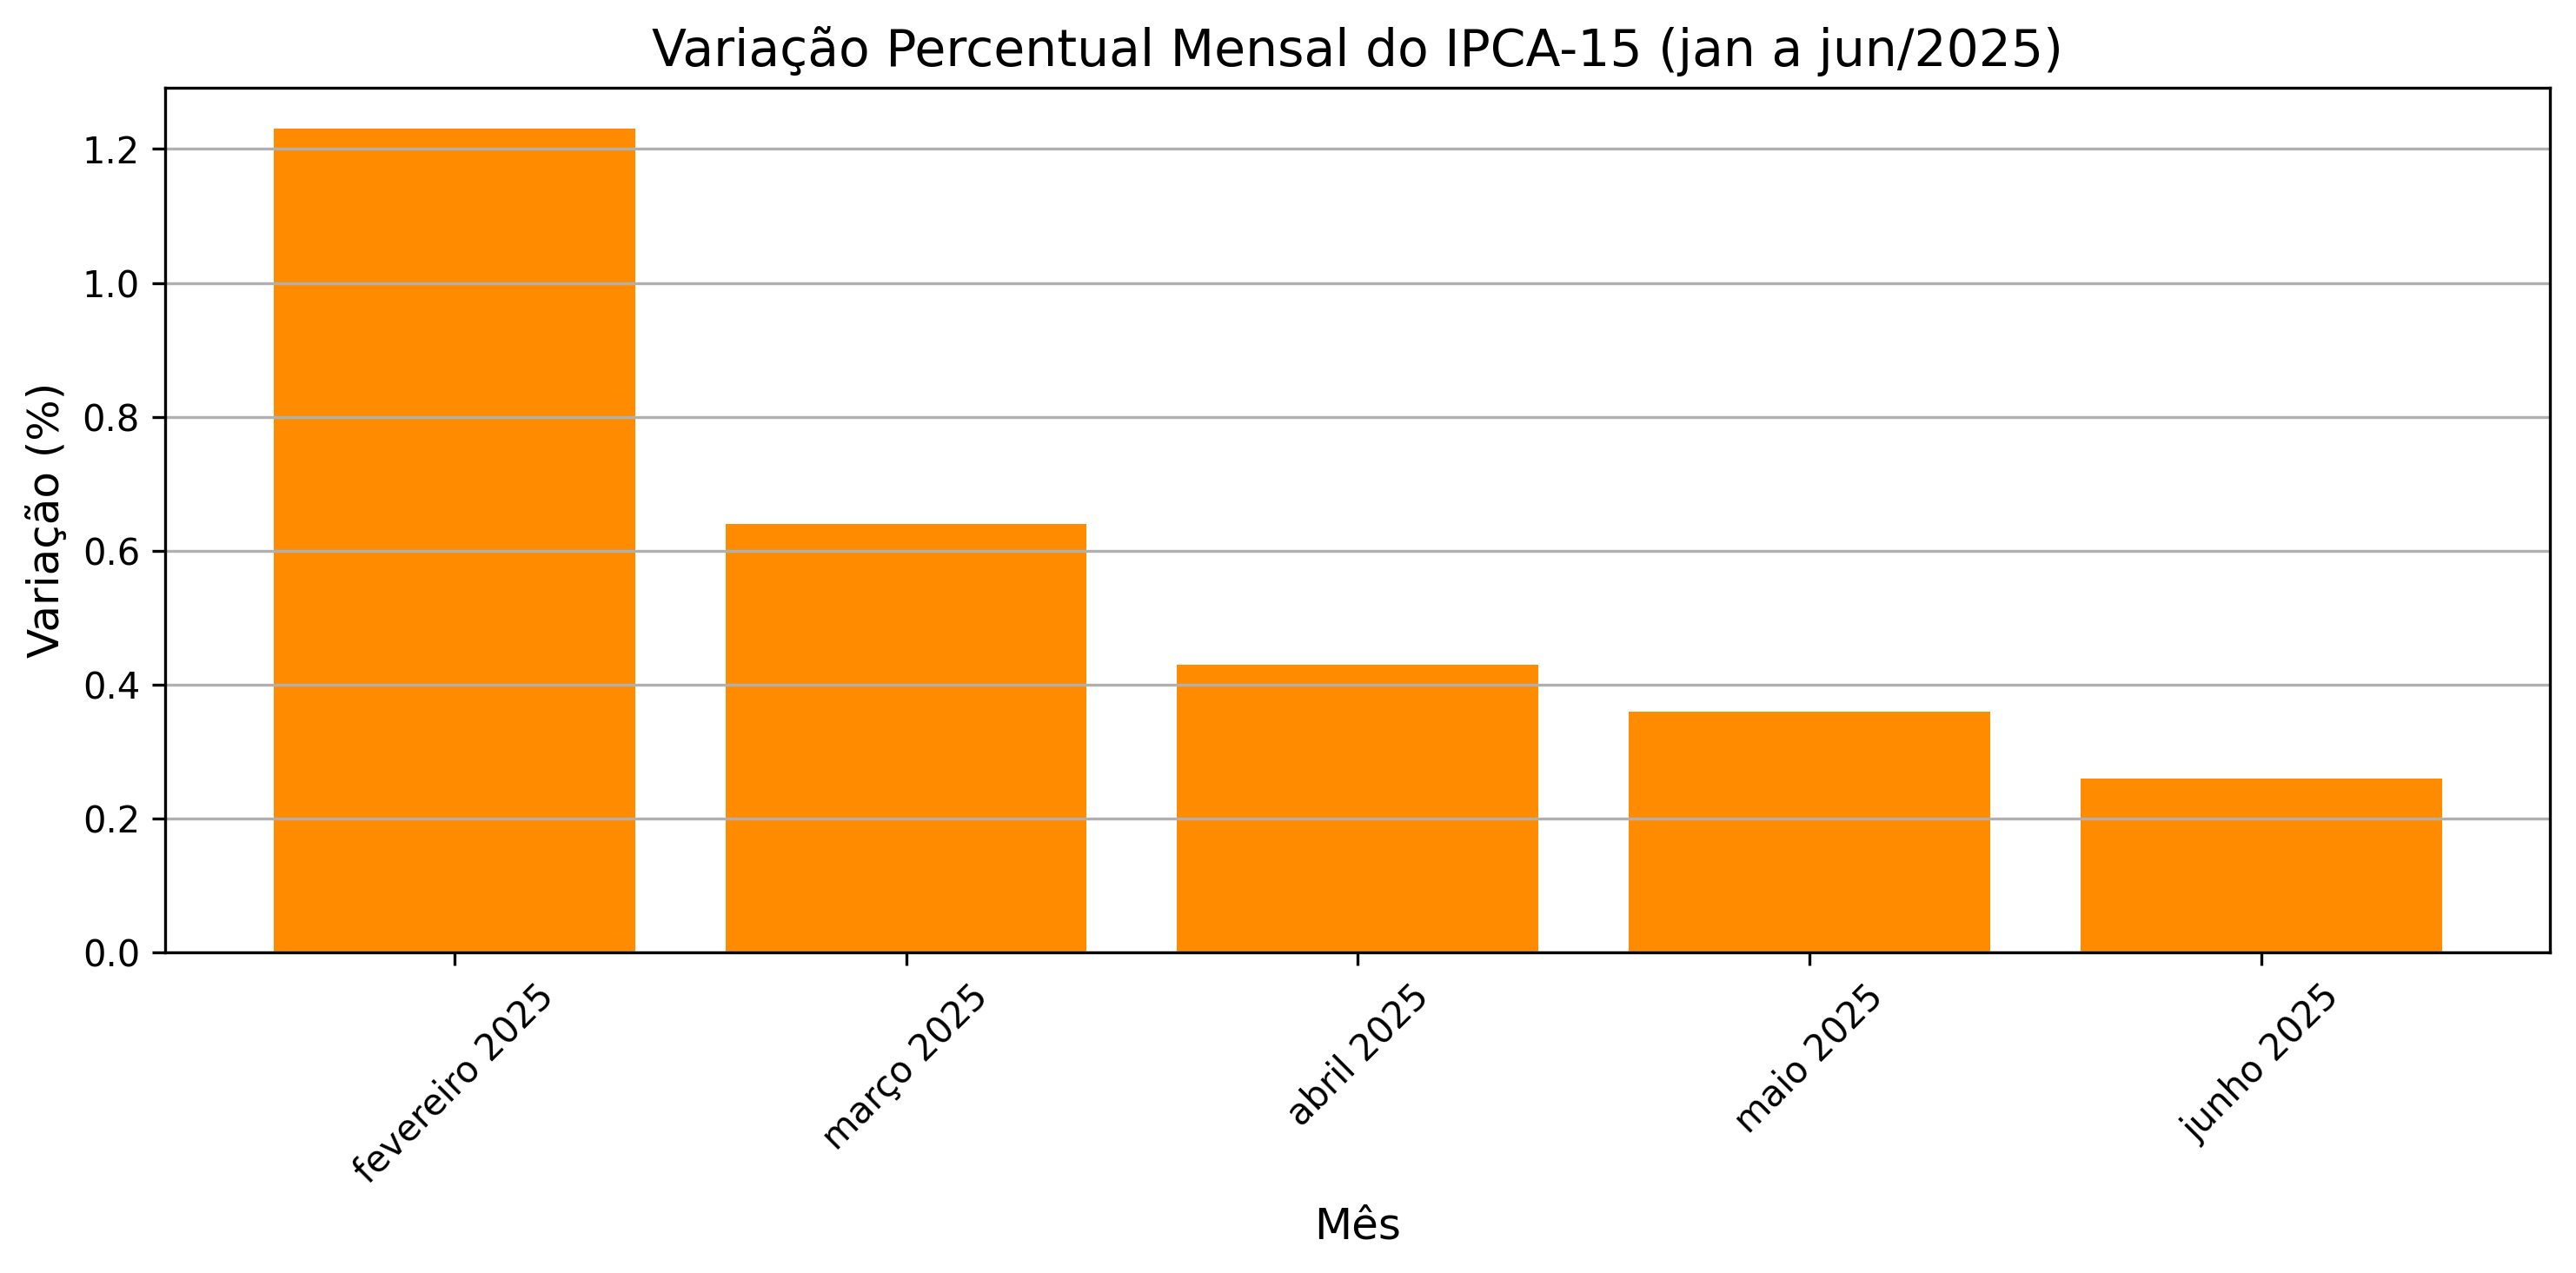 Variação Percentual Mensal do IPCA-15 (jan a jun/2025)
Variação (%)
1.2
1.0
0.8
0.6
0.4
0.2
0.0
fevereiro 2025
março 2025
abril 2025
maio 2025
junho 2025
Mês